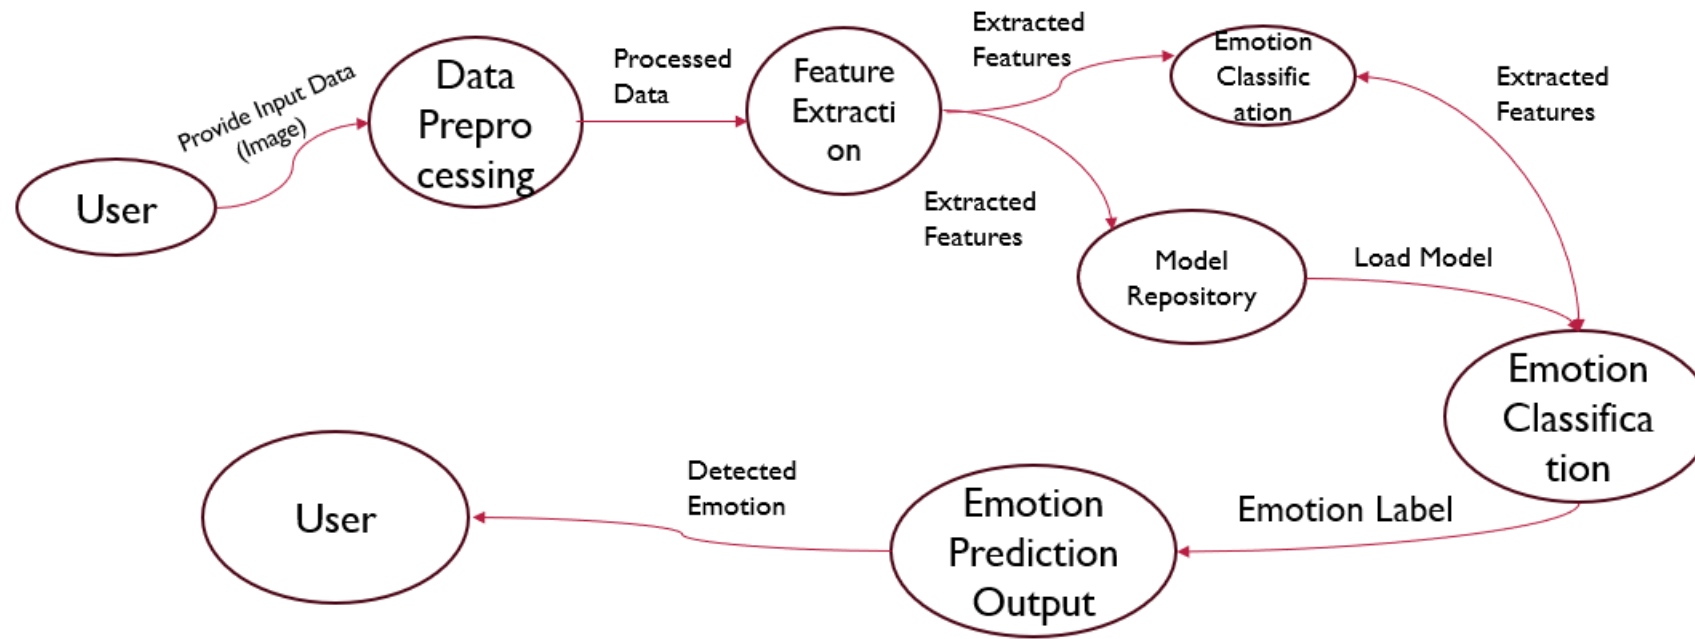 User
Provide Input Data
(Image)
Data
Prepro
cessing
Processed
Data
Feature
Extracti
on
Extracted
Features
Emotion
Classific
ation
Extracted
Features
Extracted
Features
Model
Repository
Load Model
Emotion
Classifica
tion
Emotion Label
Emotion
Prediction
Output
Detected
Emotion
User